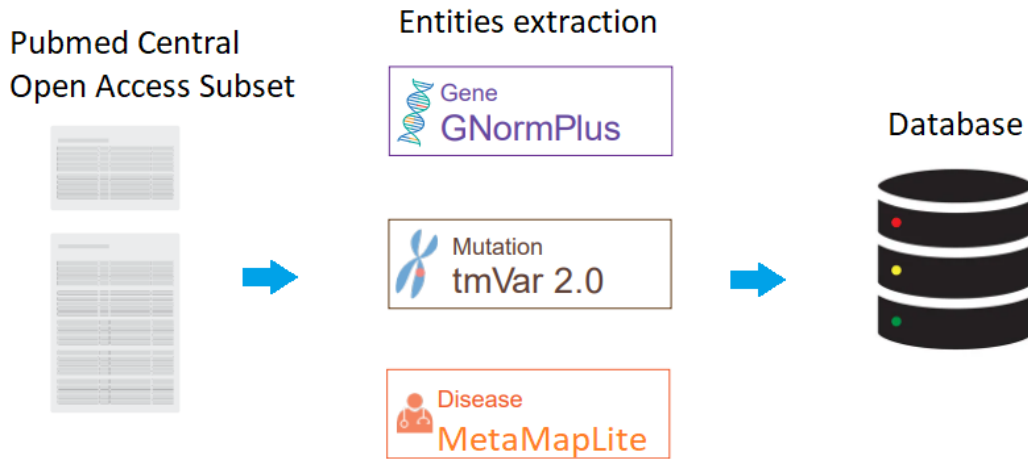 Pubmed Central
Open Access Subset
Entities extraction
Gene
GNormPlus
Mutation
tmVar 2.0
Disease
MetaMapLite
Database